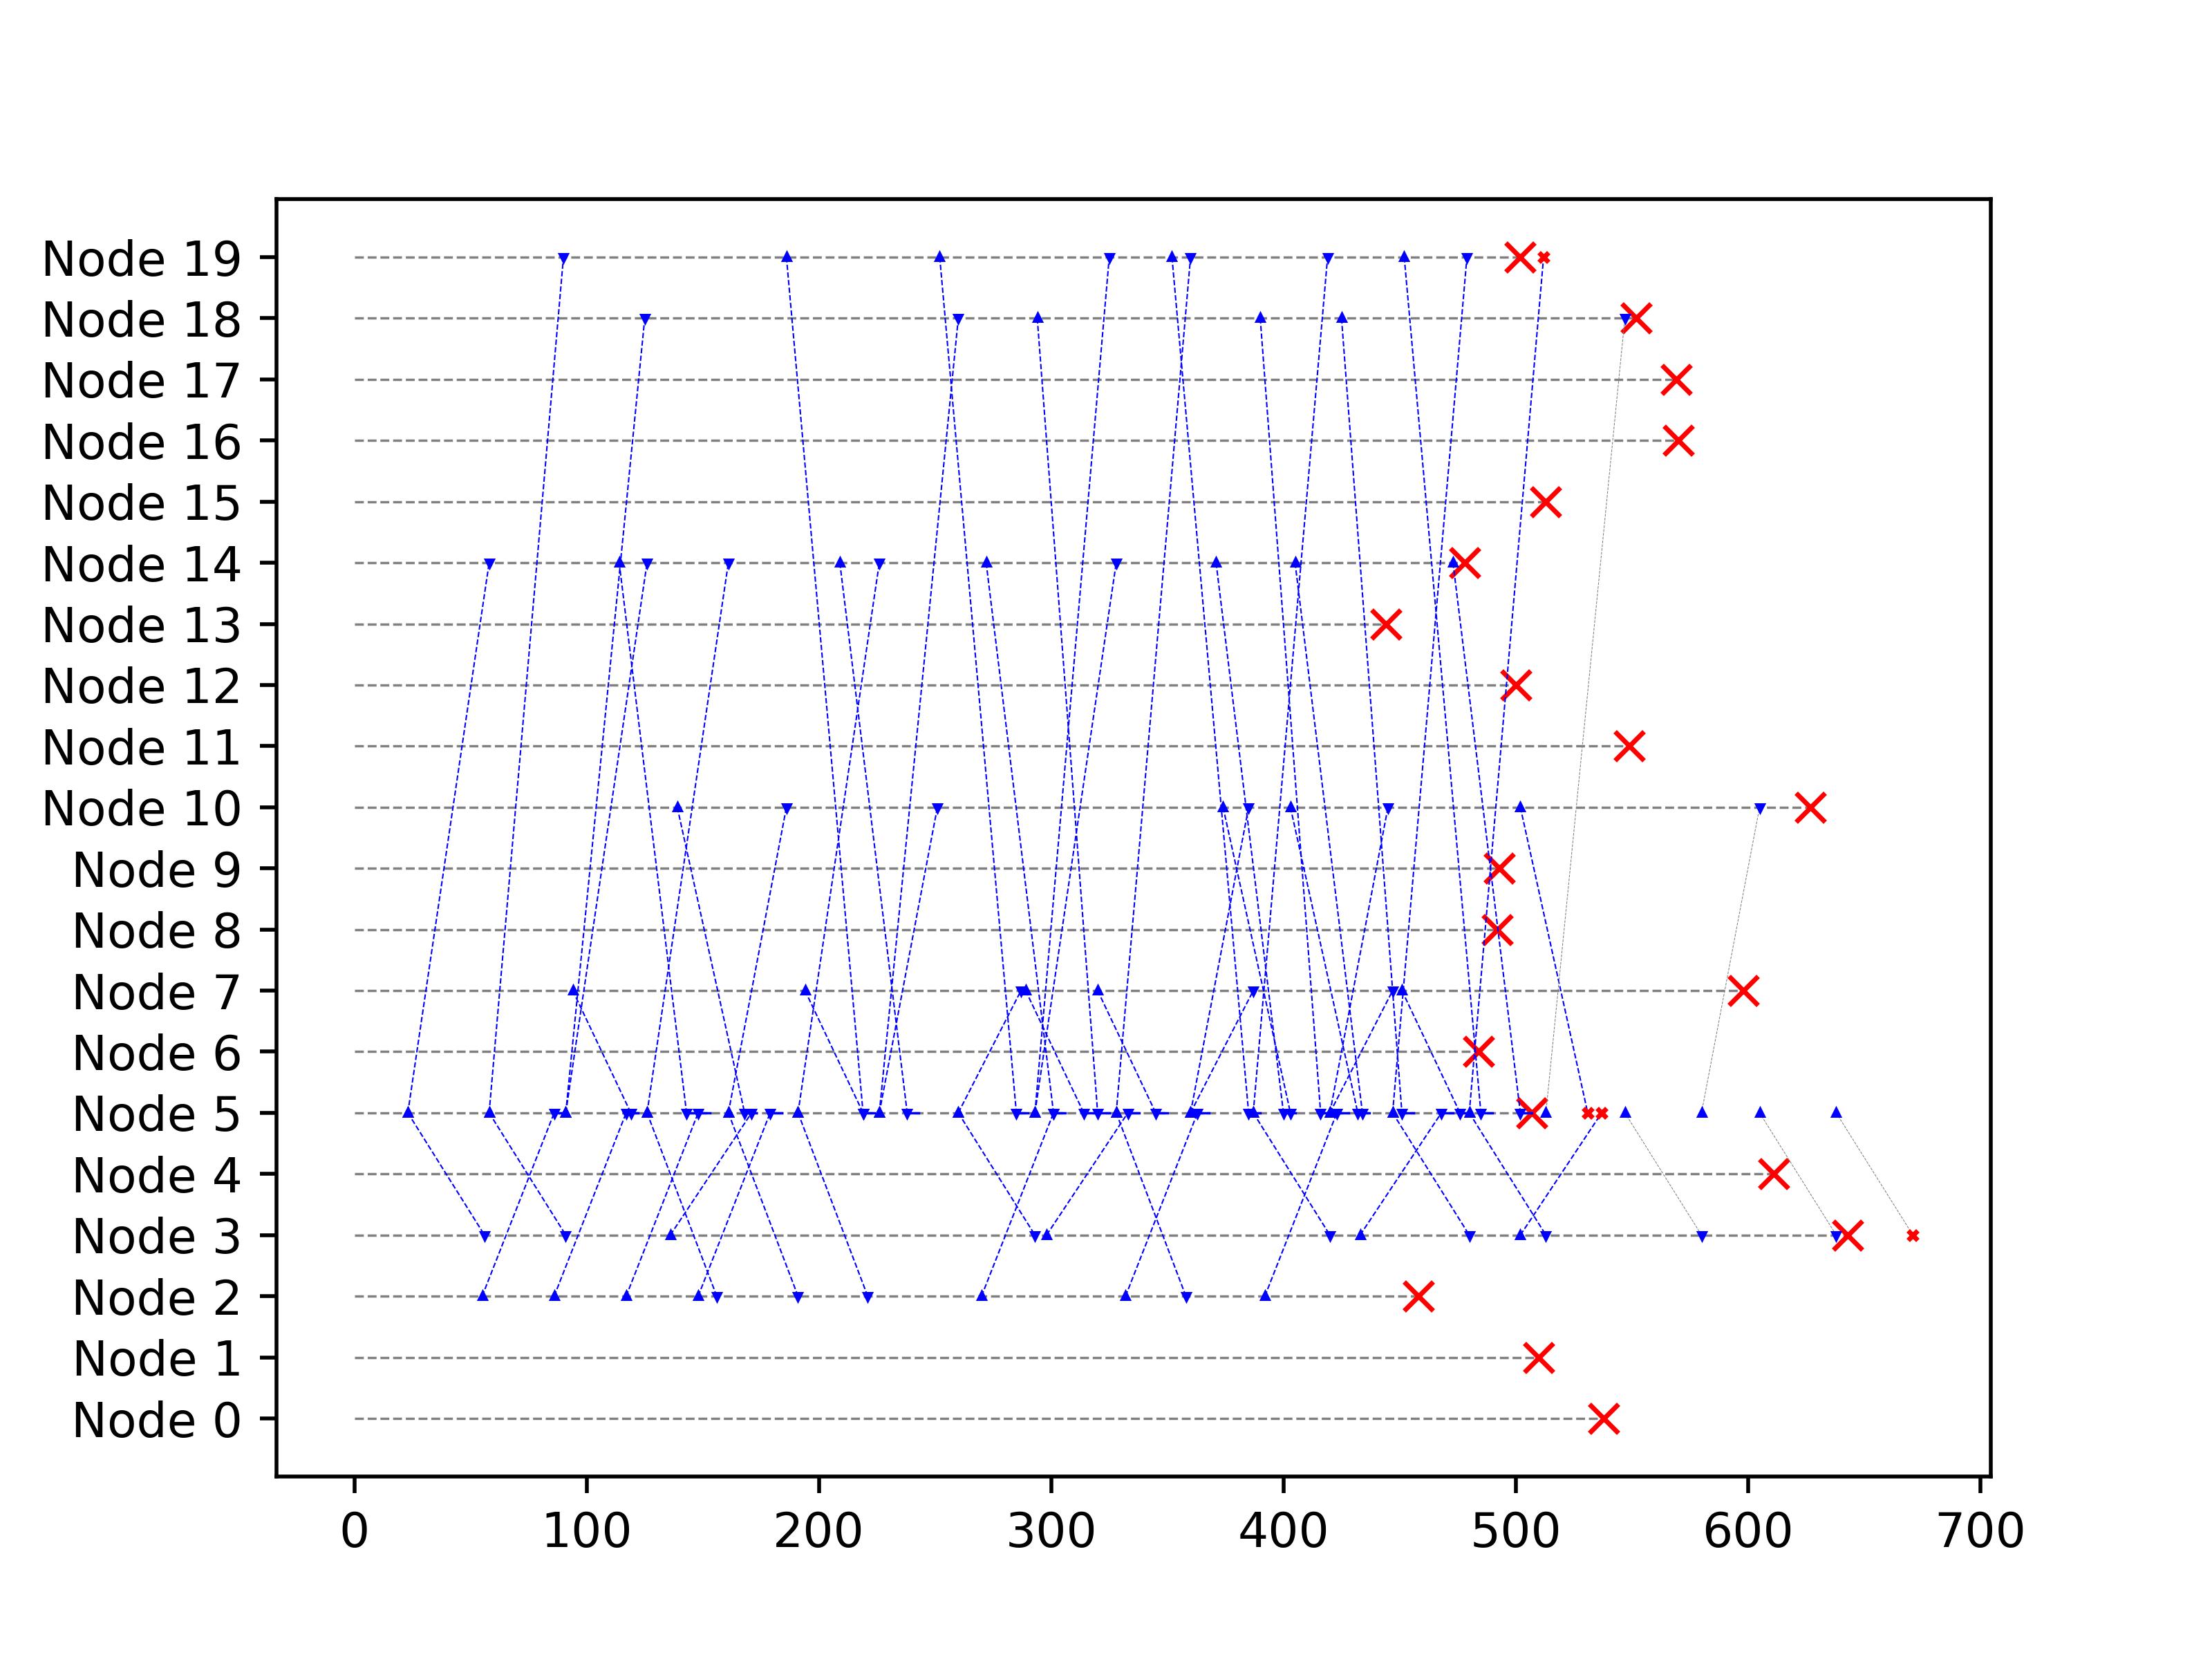 Node 19
Node 18
Node 17
Node 16
Node 15
Node 14
Node 13
Node 12
Node 11
Node 10
Node 9
Node 8
Node 7
Node 6
Node 5
Node 4
Node 3
Node 2
Node 1
Node 0
0 100 200 300 400 500 600 700